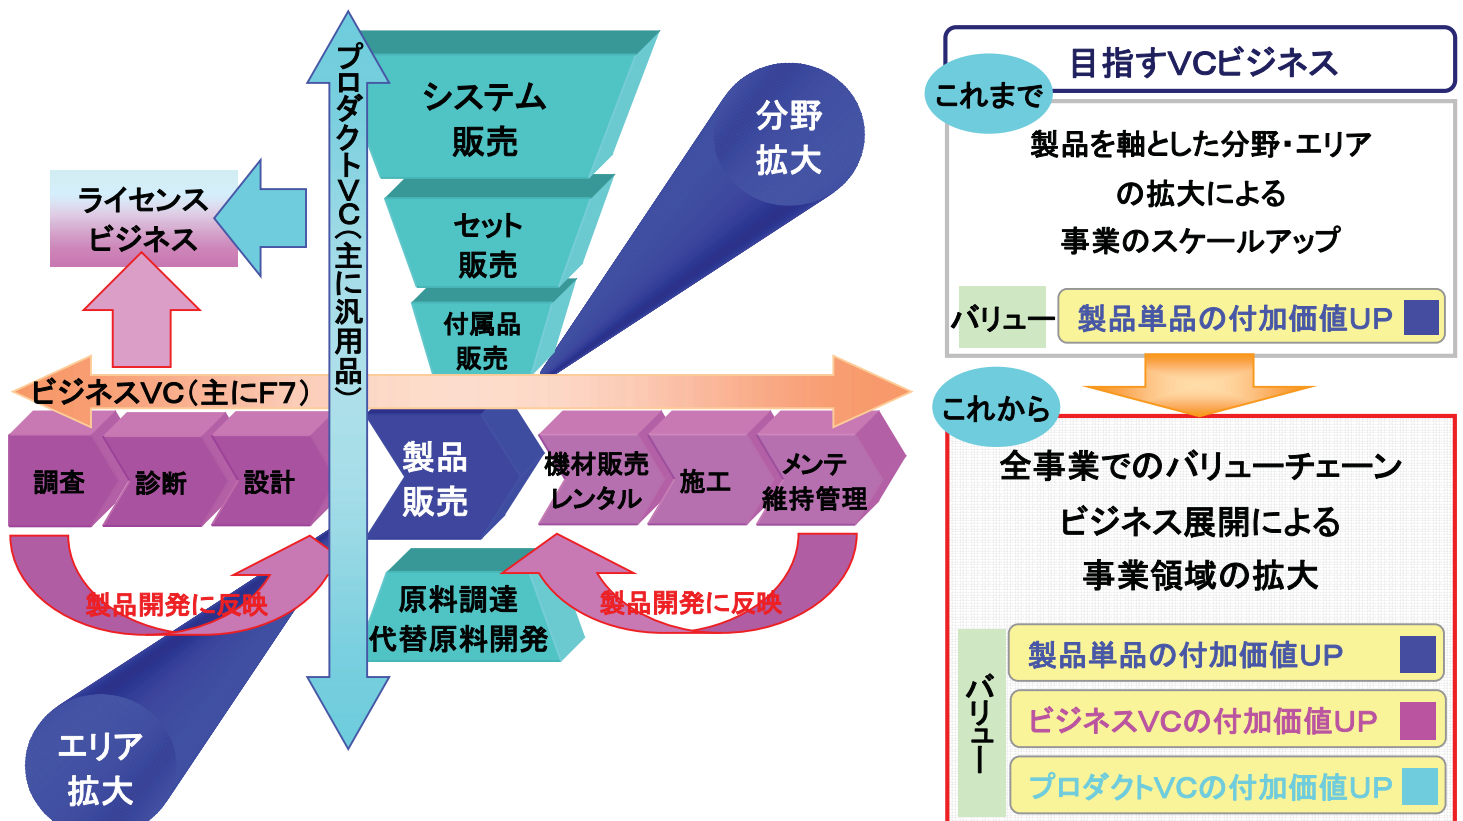 プロダクトＶＣ（主に汎用品）
システム
販売
分野
拡大
ライセンス
ビジネス
セット
販売
付属品
販売
ビジネスＶＣ（主にＦ７）
調査
診断
設計
製品
販売
機材販売
レンタル
施工
メンテ
維持管理
製品開発に反映
原料調達
代替原料開発
製品開発に反映
エリア
拡大
目指すＶＣビジネス
これまで
製品を軸とした分野・エリア
の拡大による
事業のスケールアップ
バリュー
製品単品の付加価値ＵＰ
これから
全事業でのバリューチェーン
ビジネス展開による
事業領域の拡大
バリュー
製品単品の付加価値ＵＰ
ビジネスＶＣの付加価値ＵＰ
プロダクトＶＣの付加価値ＵＰ